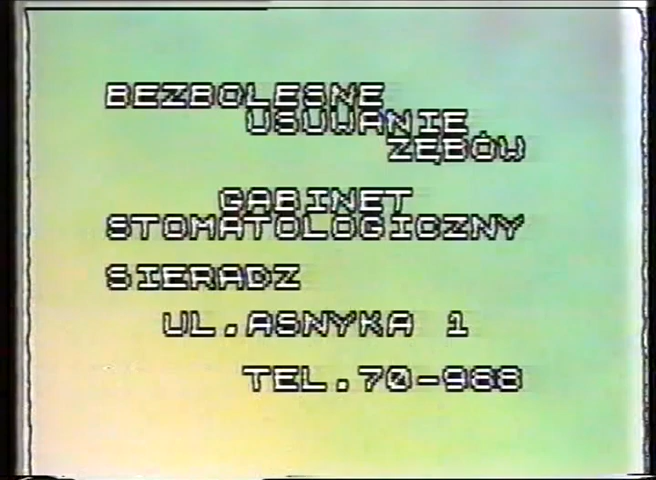 BEZBOLESNE
USUWANIE
ZĘBÓW
GABINET
STOMATOLOGICZNY
SIERADZ
UL.ASNYKA 1
TEL.70-988